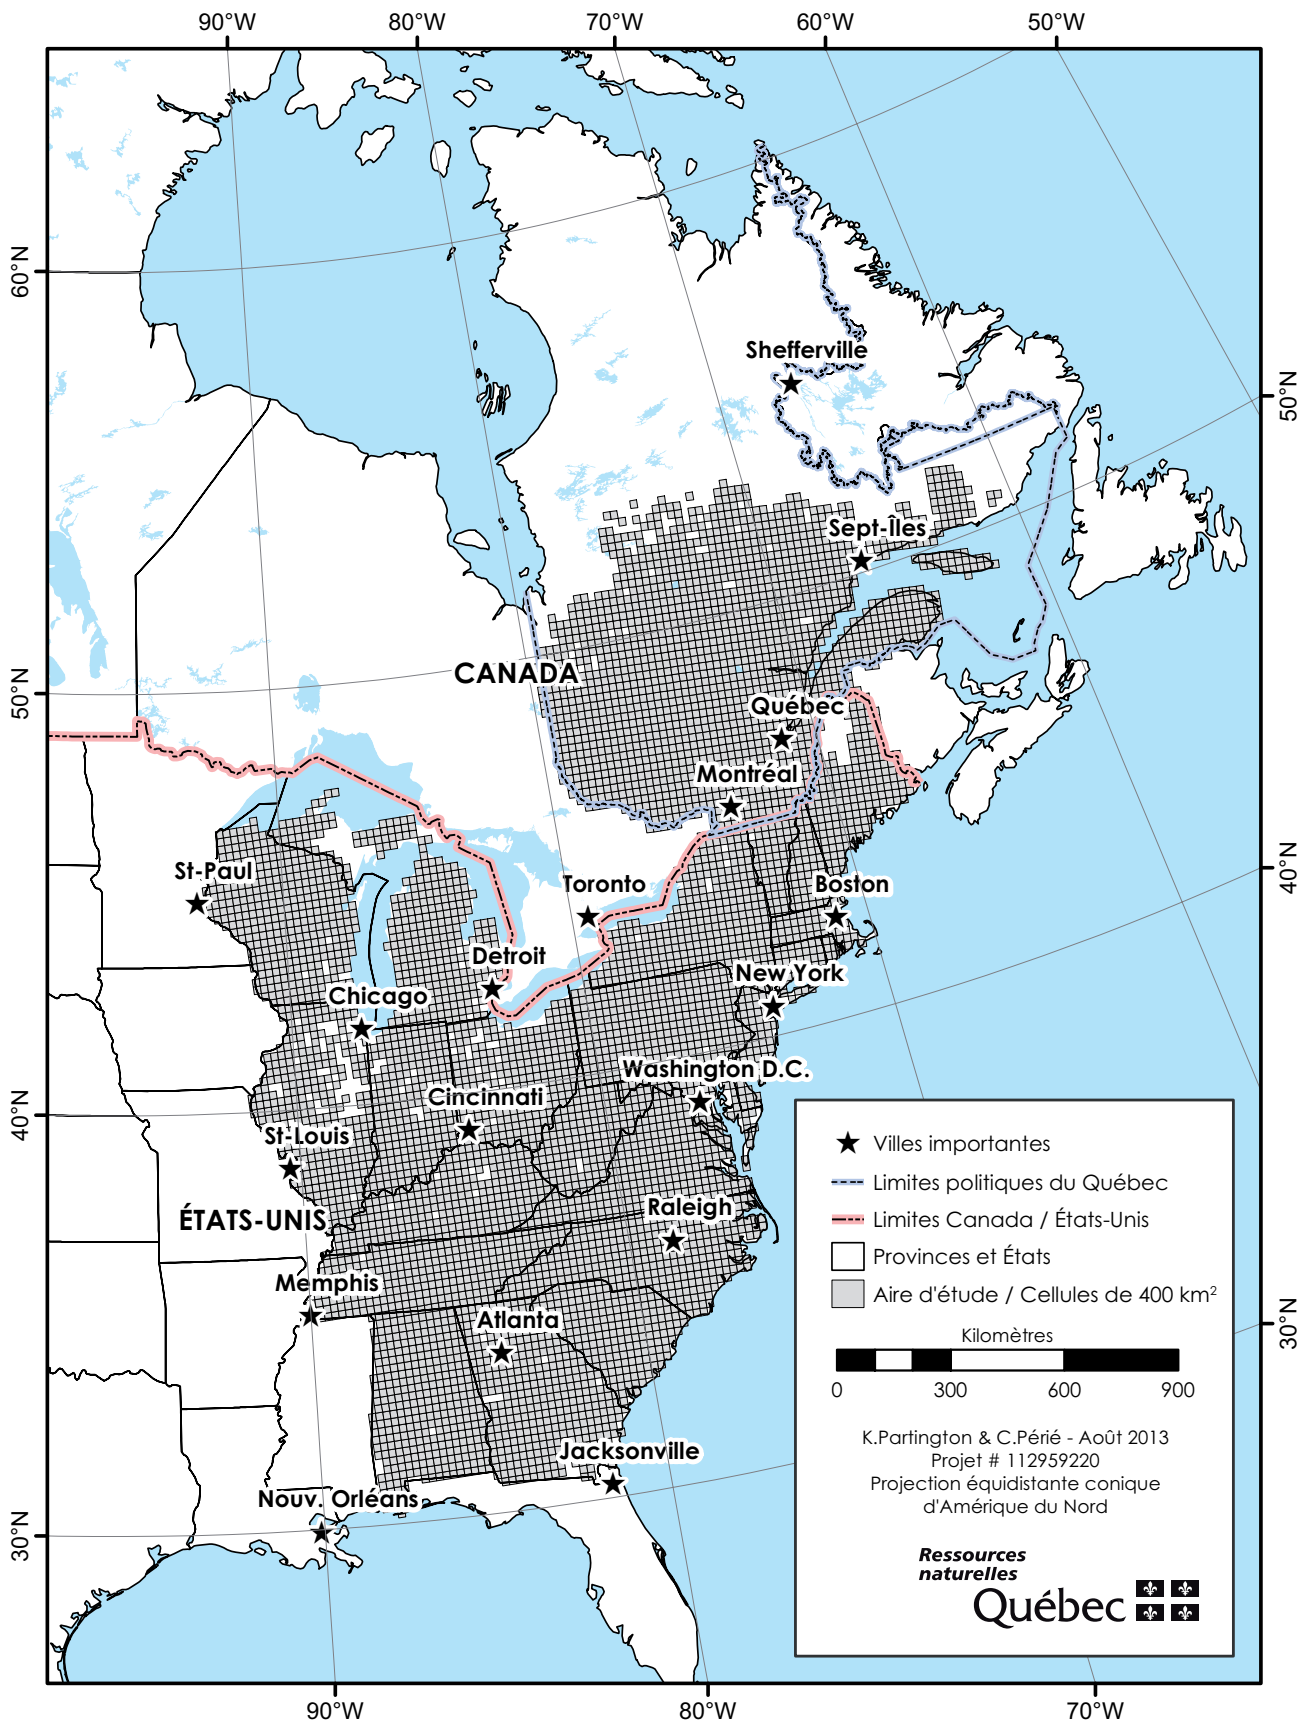 90°W
80°W
70°W
60°W
50°W
60°N
50°N
40°N
30°N
50°N
40°N
30°N
90°W
80°W
70°W
Shefferville
Sept-Îles
CANADA
Québec
Montréal
St-Paul
Toronto
Boston
Detroit
New York
Chicago
Washington D.C.
Cincinnati
St-Louis
Raleigh
ÉTATS-UNIS
Memphis
Atlanta
Jacksonville
Nouv. Orléans
Villes importantes
Limites politiques du Québec
Limites Canada / États-Unis
Provinces et États
Aire d'étude / Cellules de 400 km²
Kilomètres
0 300 600 900
K.Partington & C.Périé - Août 2013
Projet # 112959220
Projection équidistante conique
d'Amérique du Nord
Ressources
naturelles
Québec